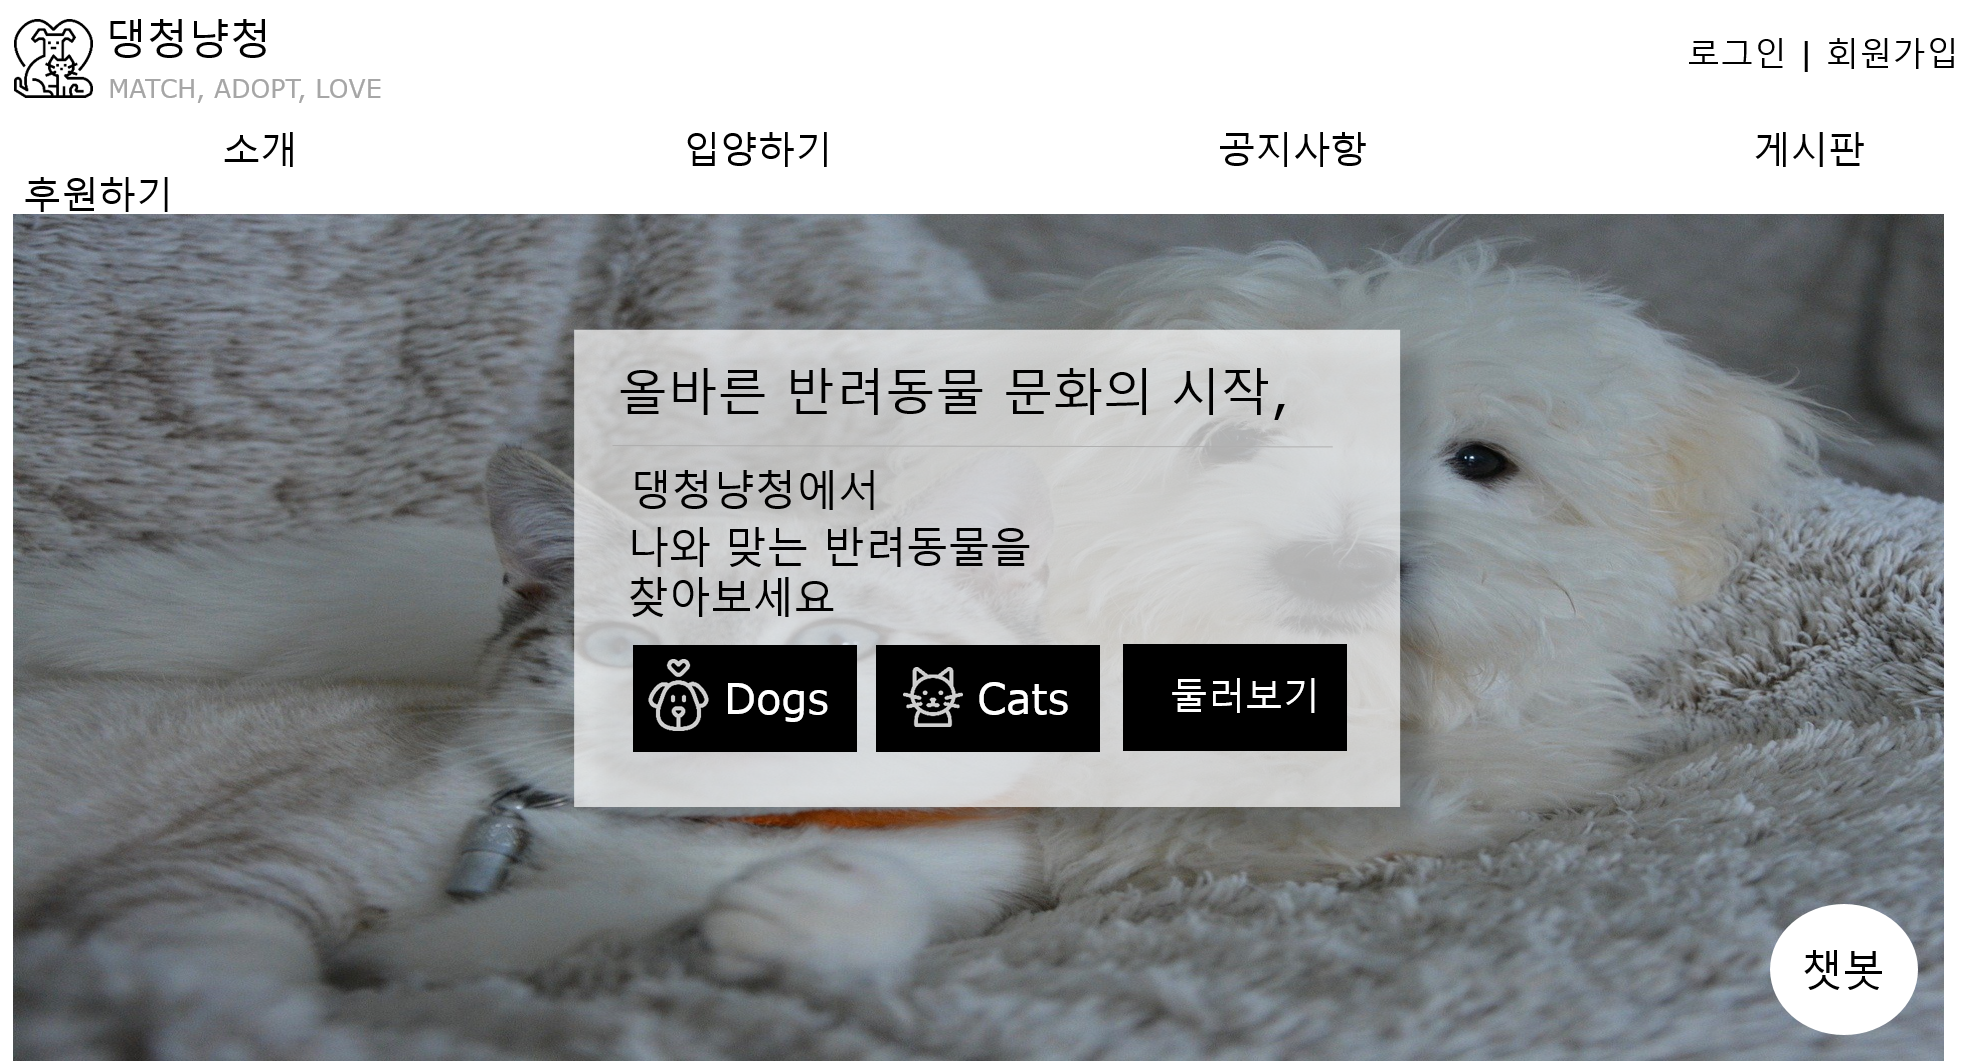 댕청냥청
MATCH, ADOPT, LOVE
로그인 | 회원가입
소개 입양하기 공지사항 게시판
후원하기
올바른 반려동물 문화의 시작,
댕청냥청에서
나와 맞는 반려동물을
찾아보세요
Dogs Cats 둘러보기
챗봇